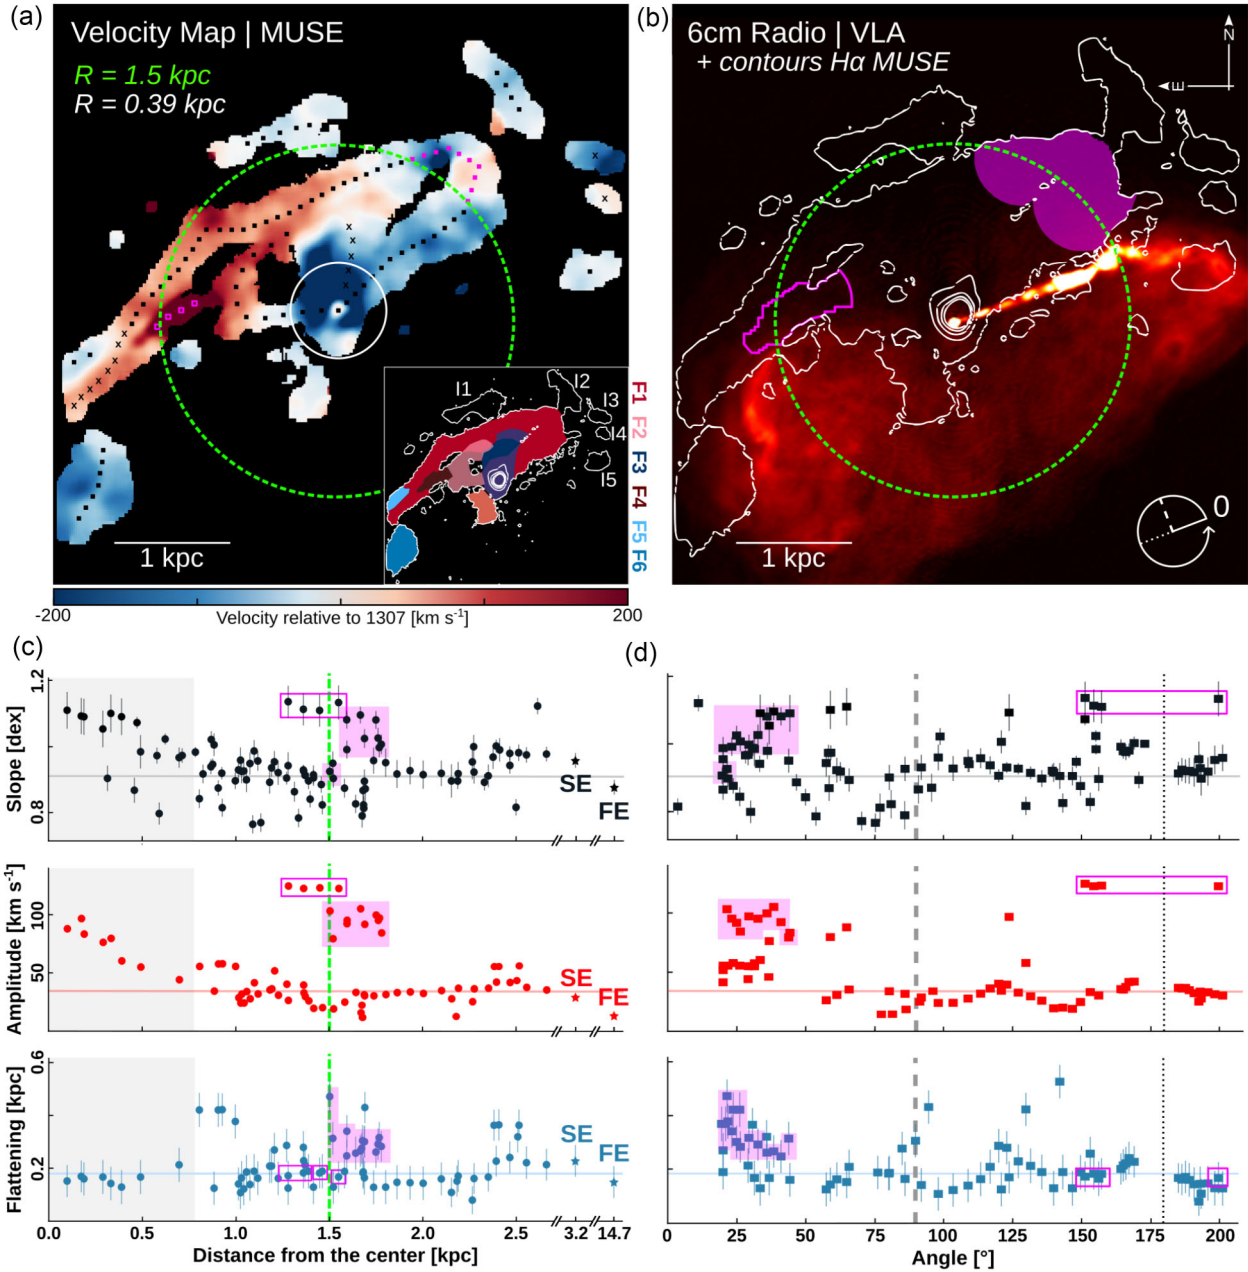 (a)
Velocity Map | MUSE
R = 1.5 kpc
R = 0.39 kpc
1 kpc
I1
I2
I3
I4
I5
F1
F2
F3
F4
F5
F6
-200
Velocity relative to 1307 [km s⁻¹]
200
(b)
6cm Radio | VLA
+ contours Hα MUSE
N
E
1 kpc
0
(c)
Slope [dex]
1.2
0.8
SE
FE
Amplitude [km s⁻¹]
100
50
SE
FE
Flattening [kpc]
0.6
0.2
SE
FE
0.0
0.5
1.0
1.5
2.0
2.5
3.2
14.7
Distance from the center [kpc]
(d)
0
25
50
75
100
125
150
175
200
Angle [°]